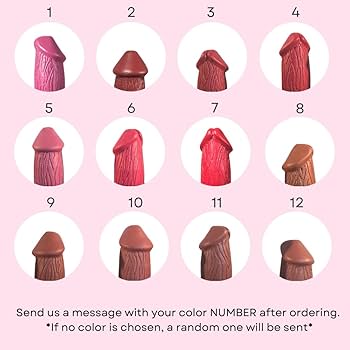 1 2 3 4
5 6 7 8
9 10 11 12
Send us a message with your color NUMBER after ordering.
*If no color is chosen, a random one will be sent*